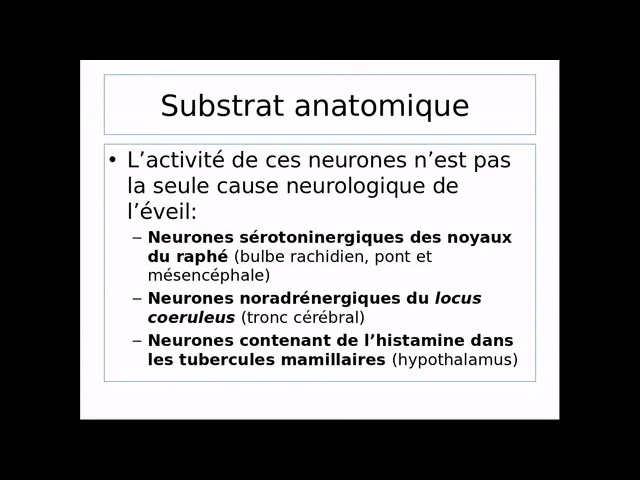 Substrat anatomique
• L’activité de ces neurones n’est pas
la seule cause neurologique de
l’éveil:
– Neurones sérotoninergiques des noyaux
du raphé (bulbe rachidien, pont et
mésencéphale)
– Neurones noradrénergiques du locus
coeruleus (tronc cérébral)
– Neurones contenant de l’histamine dans
les tubercules mamillaires (hypothalamus)